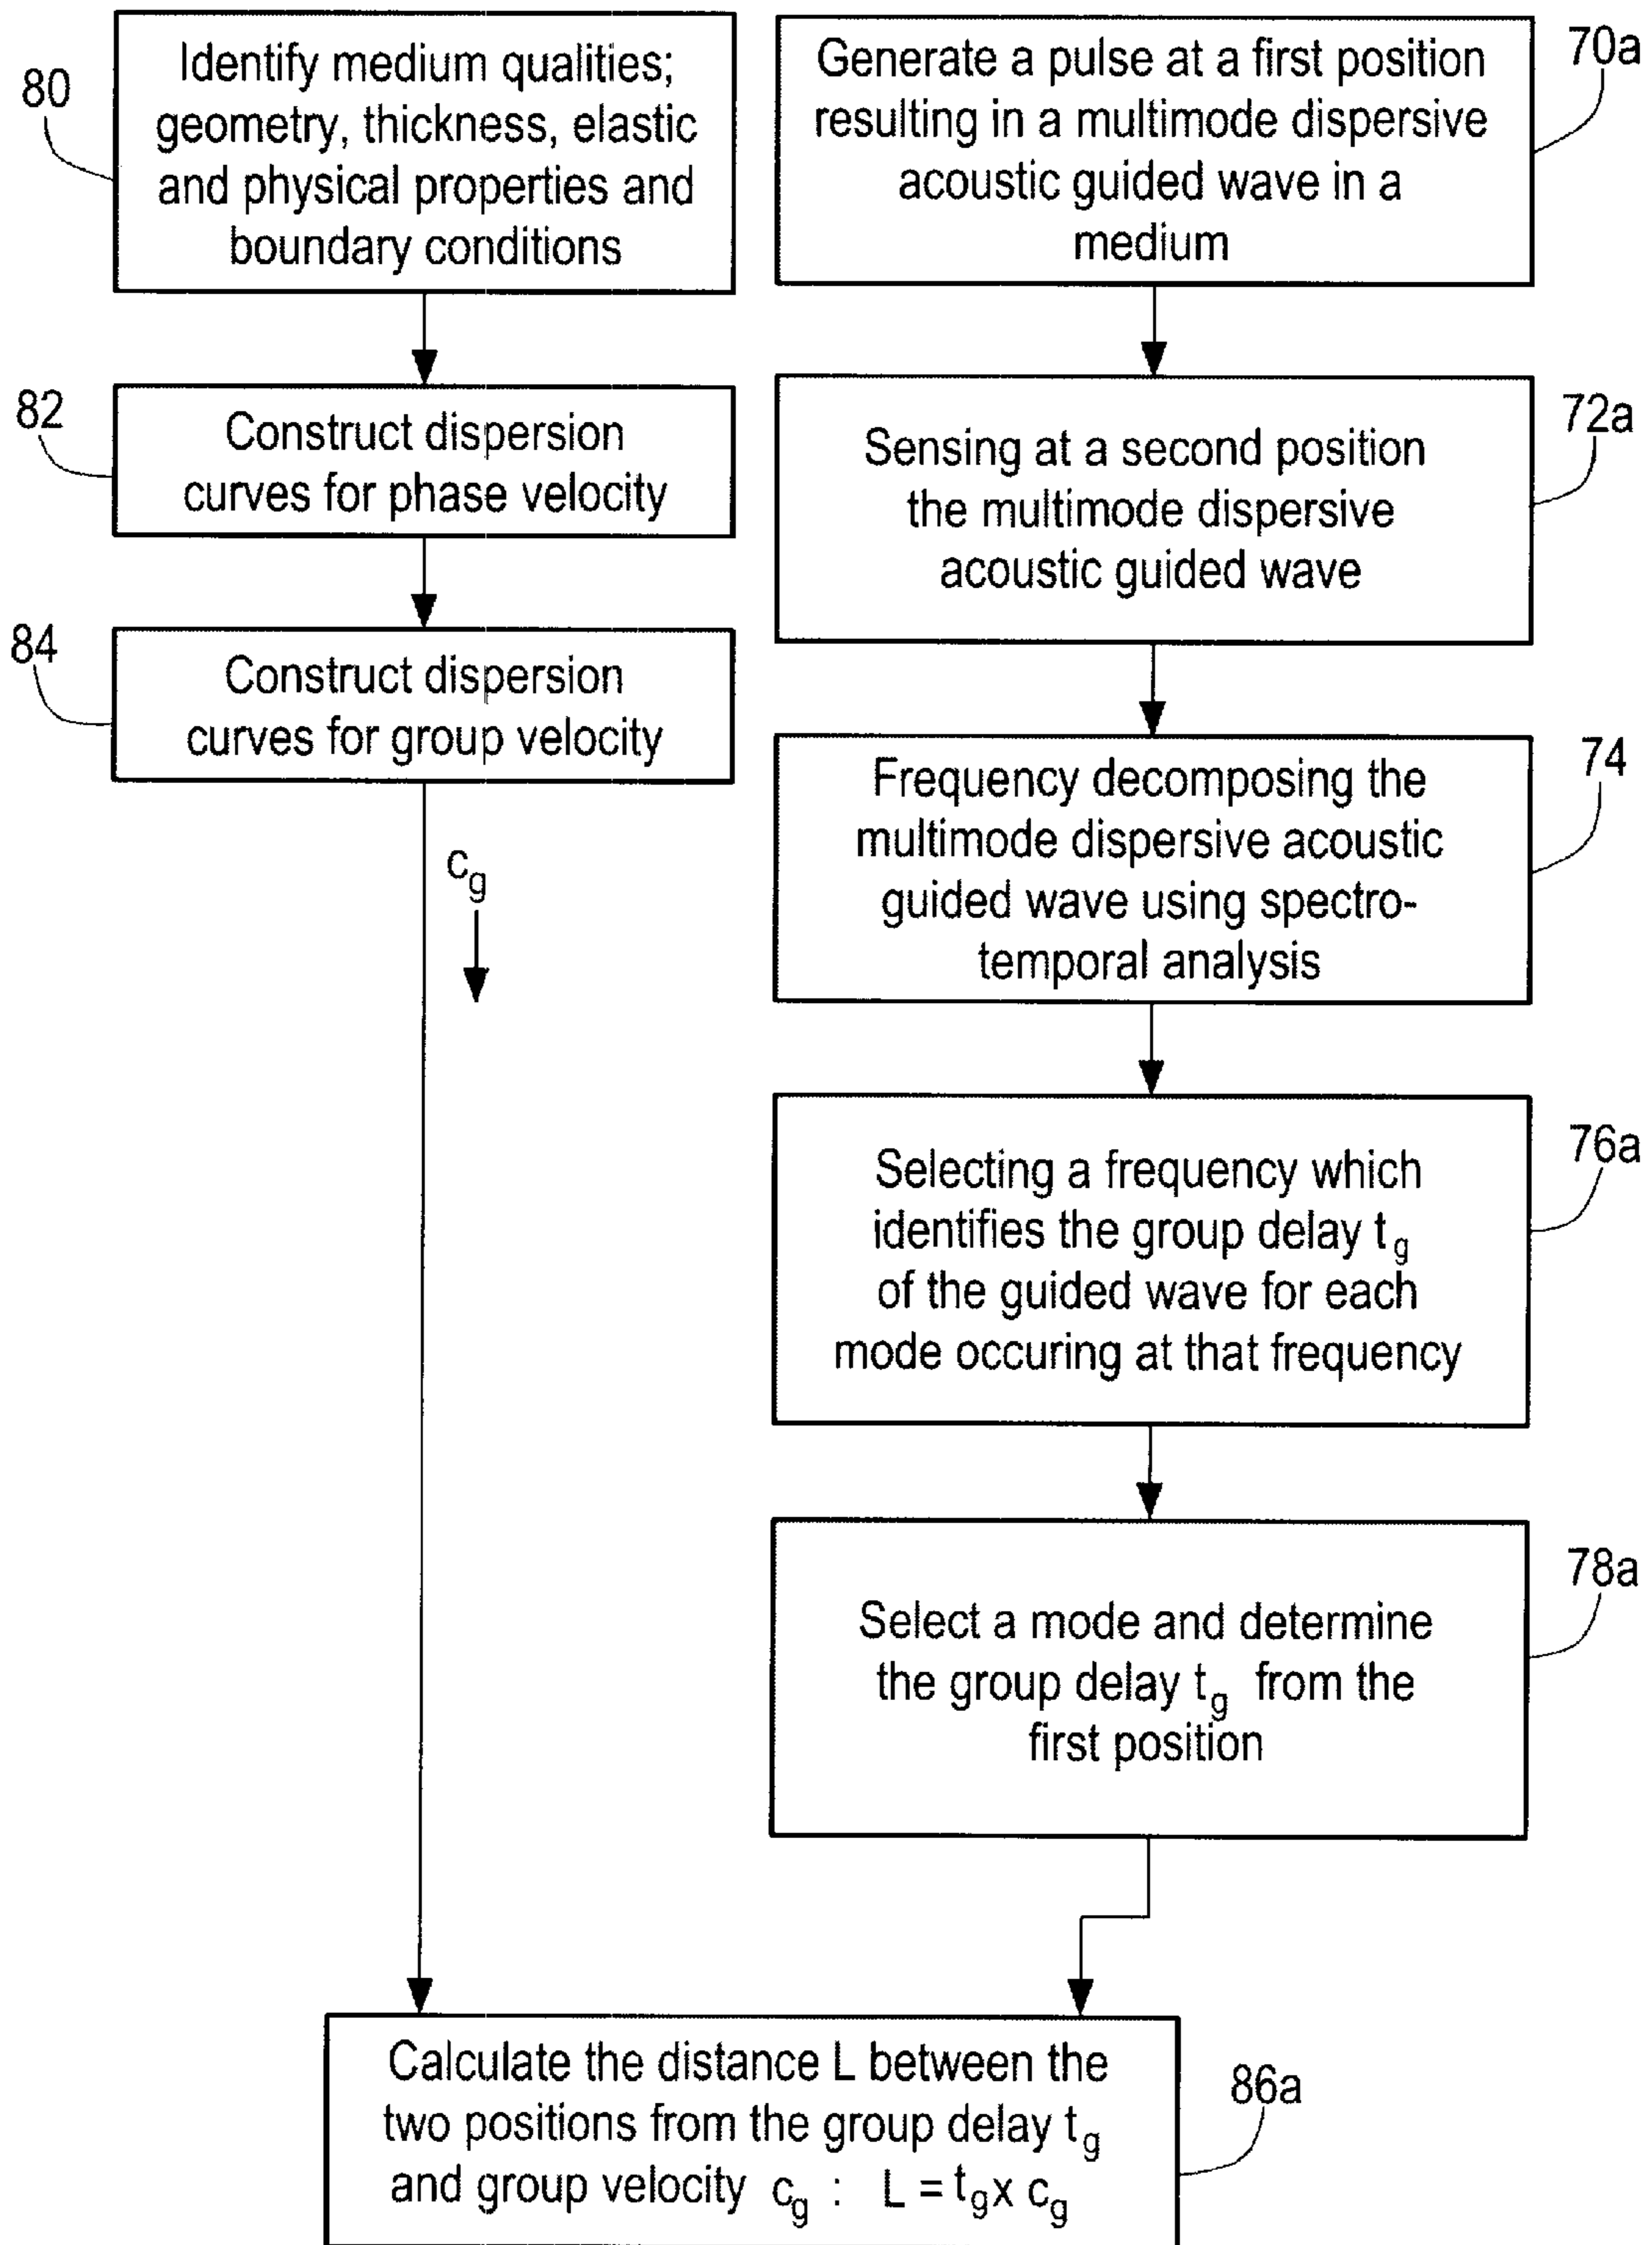 80
Identify medium qualities;
geometry, thickness, elastic
and physical properties and
boundary conditions
82
Construct dispersion
curves for phase velocity
84
Construct dispersion
curves for group velocity
cg
Generate a pulse at a first position
resulting in a multimode dispersive
acoustic guided wave in a
medium
70a
Sensing at a second position
the multimode dispersive
acoustic guided wave
72a
Frequency decomposing the
multimode dispersive acoustic
guided wave using spectro-
temporal analysis
74
Selecting a frequency which
identifies the group delay tg
of the guided wave for each
mode occuring at that frequency
76a
Select a mode and determine
the group delay tg from the
first position
78a
Calculate the distance L between the
two positions from the group delay tg
and group velocity cg : L = tg x cg
86a